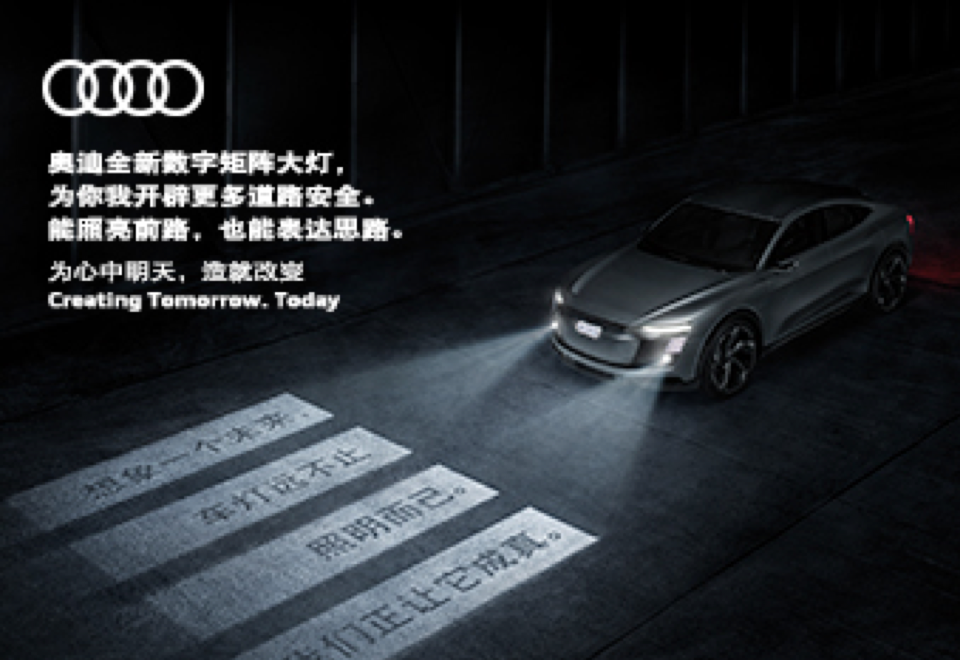 奥迪全新数字矩阵大灯，
为你我开辟更多道路安全。
能照亮前路，也能表达思路。
为心中明天，造就改变
Creating Tomorrow. Today
想象一个未来，
车灯远不止
照明而已。
我们正让它成真。